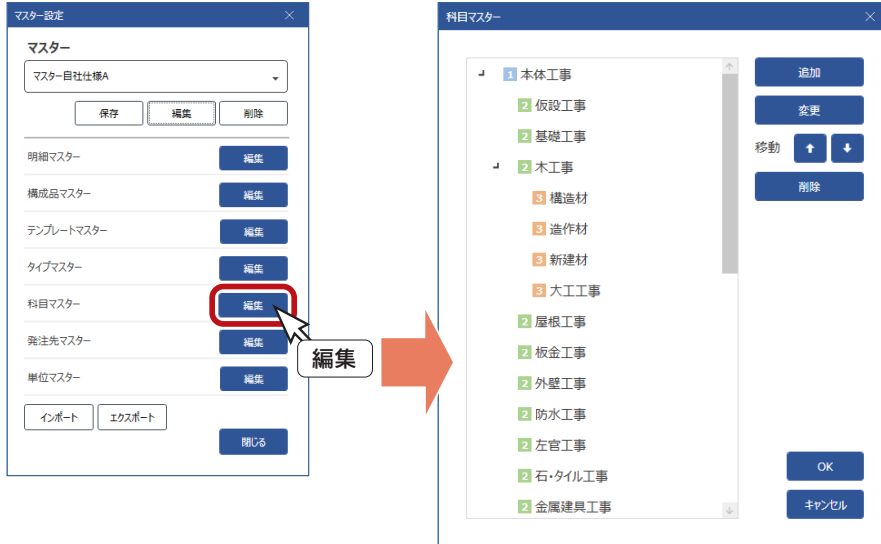 マスター設定
マスター
マスター自社仕様A
保存 編集 削除
明細マスター 編集
構成品マスター 編集
テンプレートマスター 編集
タイプマスター 編集
科目マスター 編集
発注先マスター 編集
単位マスター 編集
インポート エクスポート
閉じる
編集
科目マスター
1 本体工事
2 仮設工事
2 基礎工事
2 木工事
3 構造材
3 造作材
3 新建材
3 大工工事
2 屋根工事
2 板金工事
2 外壁工事
2 防水工事
2 左官工事
2 石・タイル工事
2 金属建具工事
追加
変更
移動
削除
OK
キャンセル